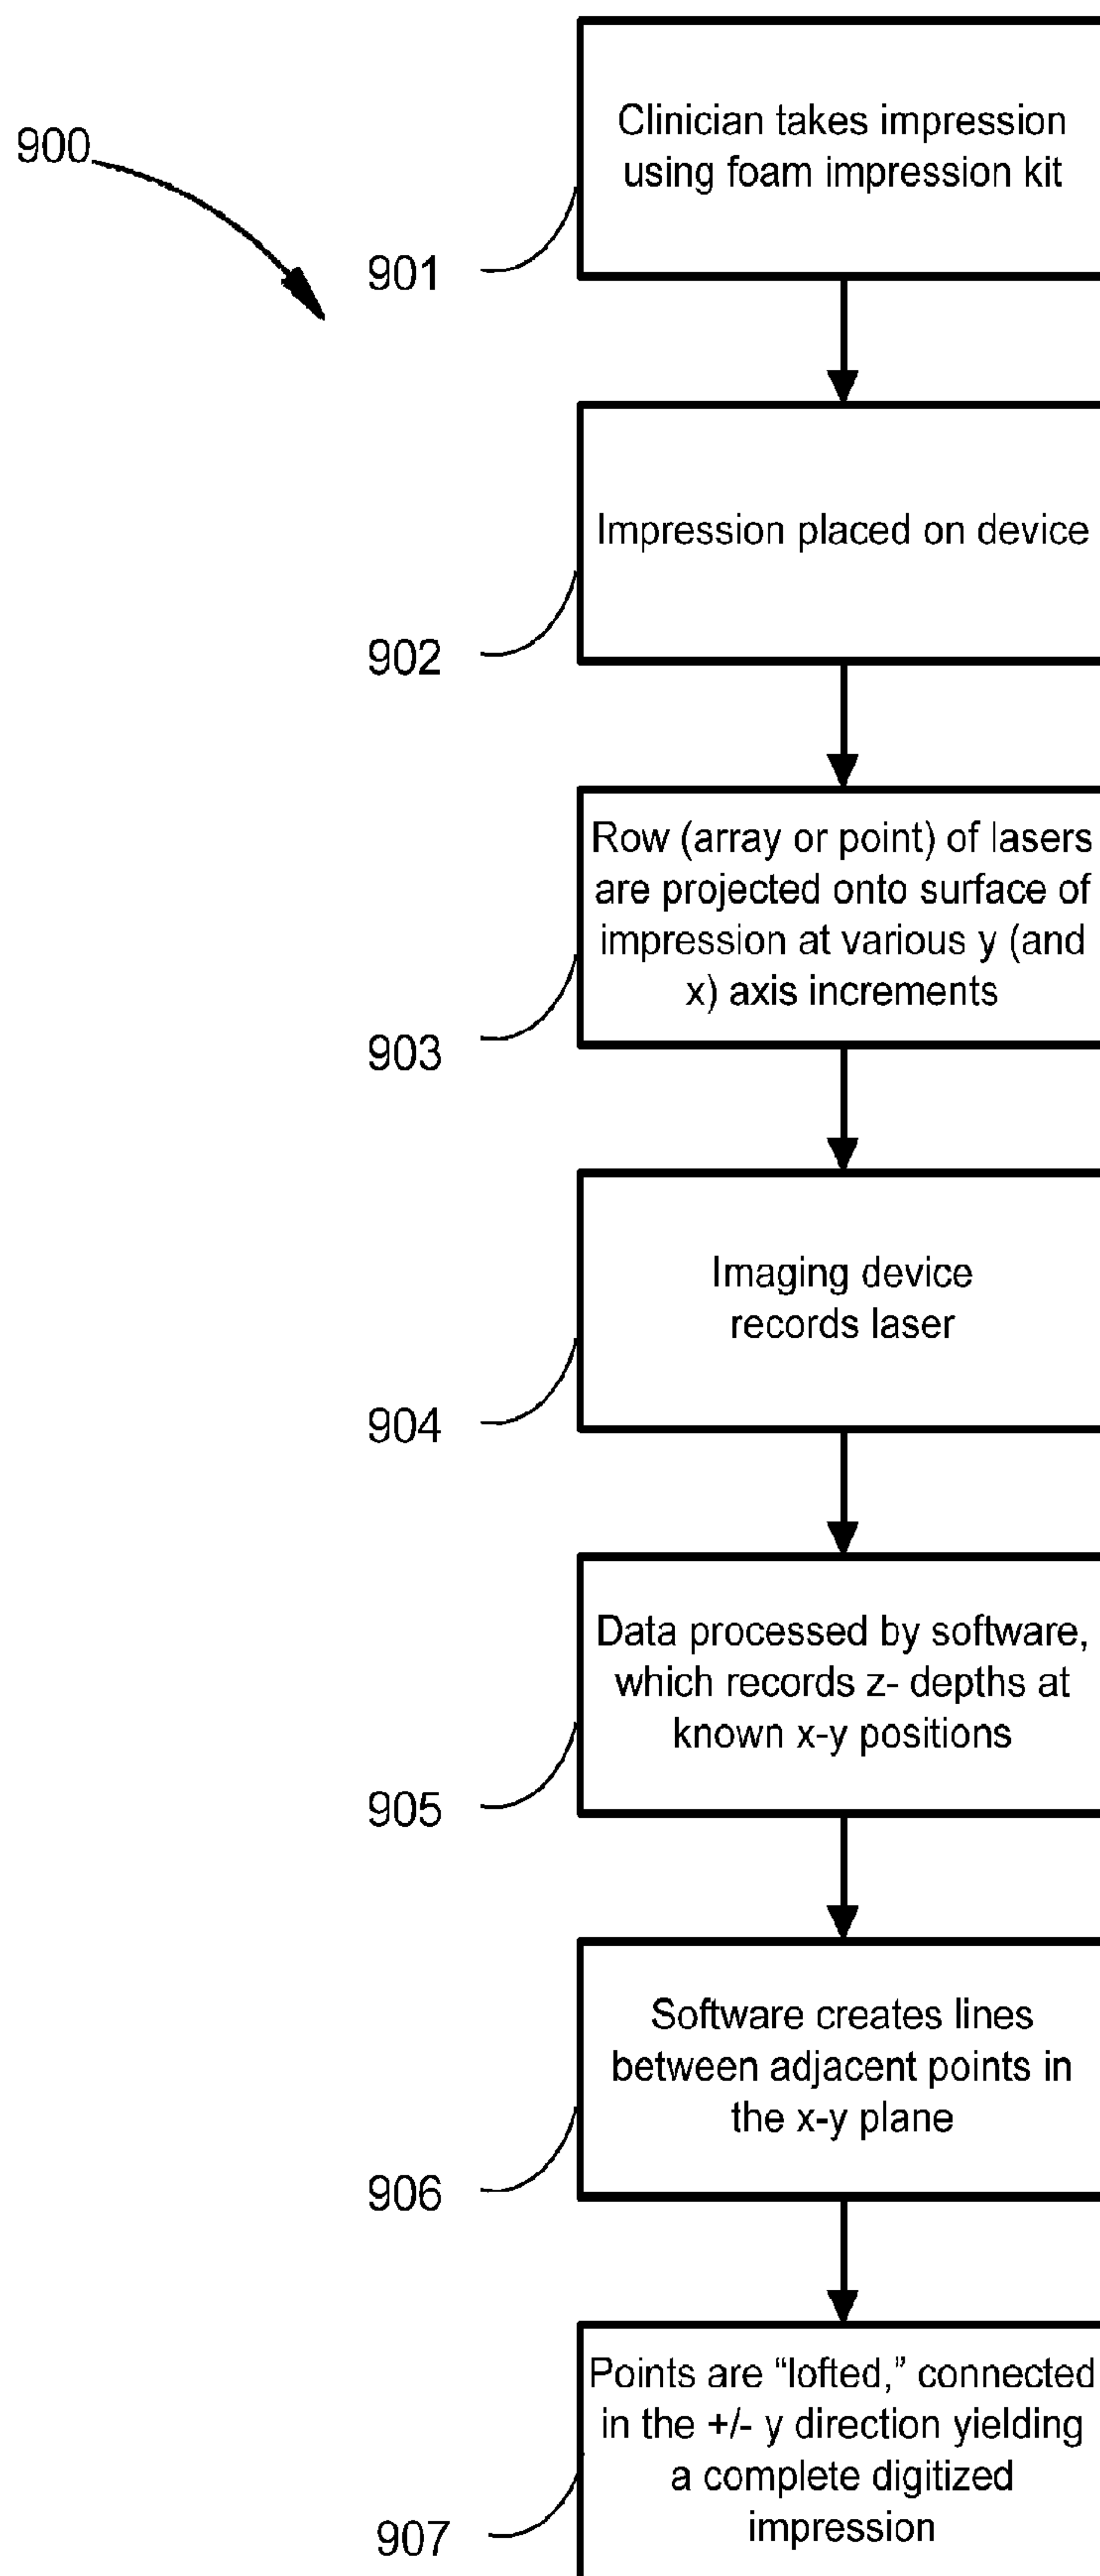 900
Clinician takes impression
using foam impression kit
901
Impression placed on device
902
Row (array or point) of lasers
are projected onto surface of
impression at various y (and
x) axis increments
903
Imaging device
records laser
904
Data processed by software,
which records z- depths at
known x-y positions
905
Software creates lines
between adjacent points in
the x-y plane
906
Points are “lofted,” connected
in the +/- y direction yielding
a complete digitized
impression
907